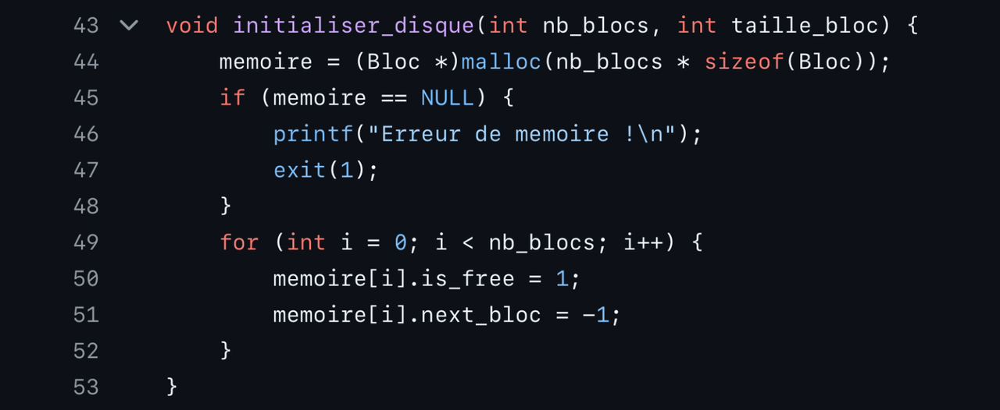 43 void initialiser_disque(int nb_blocs, int taille_bloc) {
44     memoire = (Bloc *)malloc(nb_blocs * sizeof(Bloc));
45     if (memoire == NULL) {
46         printf("Erreur de memoire !\n");
47         exit(1);
48     }
49     for (int i = 0; i < nb_blocs; i++) {
50         memoire[i].is_free = 1;
51         memoire[i].next_bloc = -1;
52     }
53 }